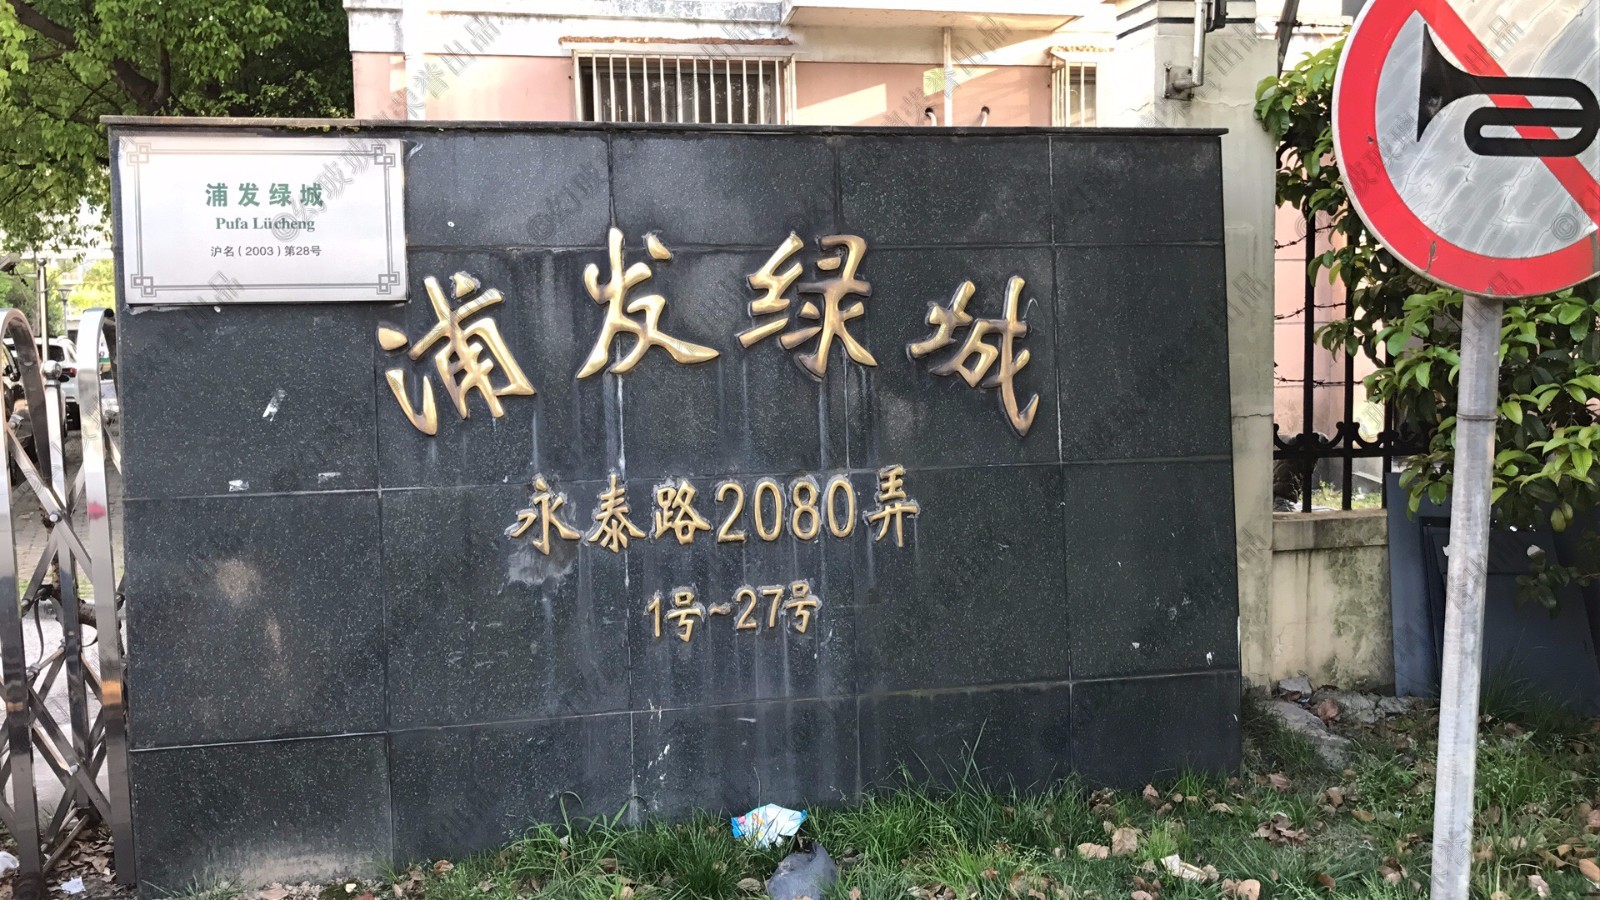 浦发绿城
Pufa Lücheng
沪名(2003)第28号
浦发绿城
永泰路2080弄
1号~27号